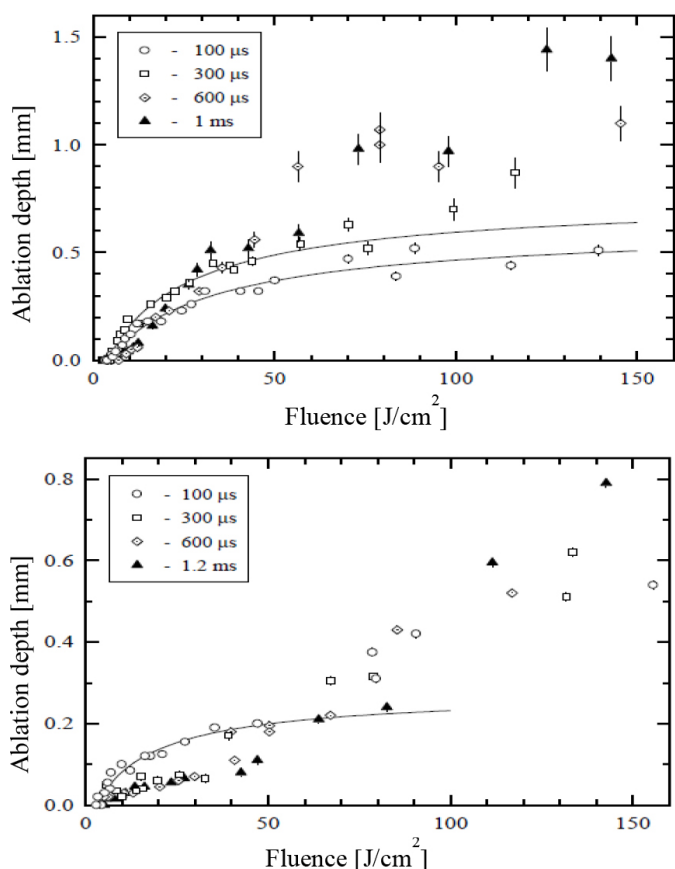 1.5
1.0
0.5
0.0
Ablation depth [mm]
- 100 µs
- 300 µs
- 600 µs
- 1 ms
0
50
100
150
Fluence [J/cm²]
0.8
0.6
0.4
0.2
0.0
Ablation depth [mm]
- 100 µs
- 300 µs
- 600 µs
- 1.2 ms
0
50
100
150
Fluence [J/cm²]